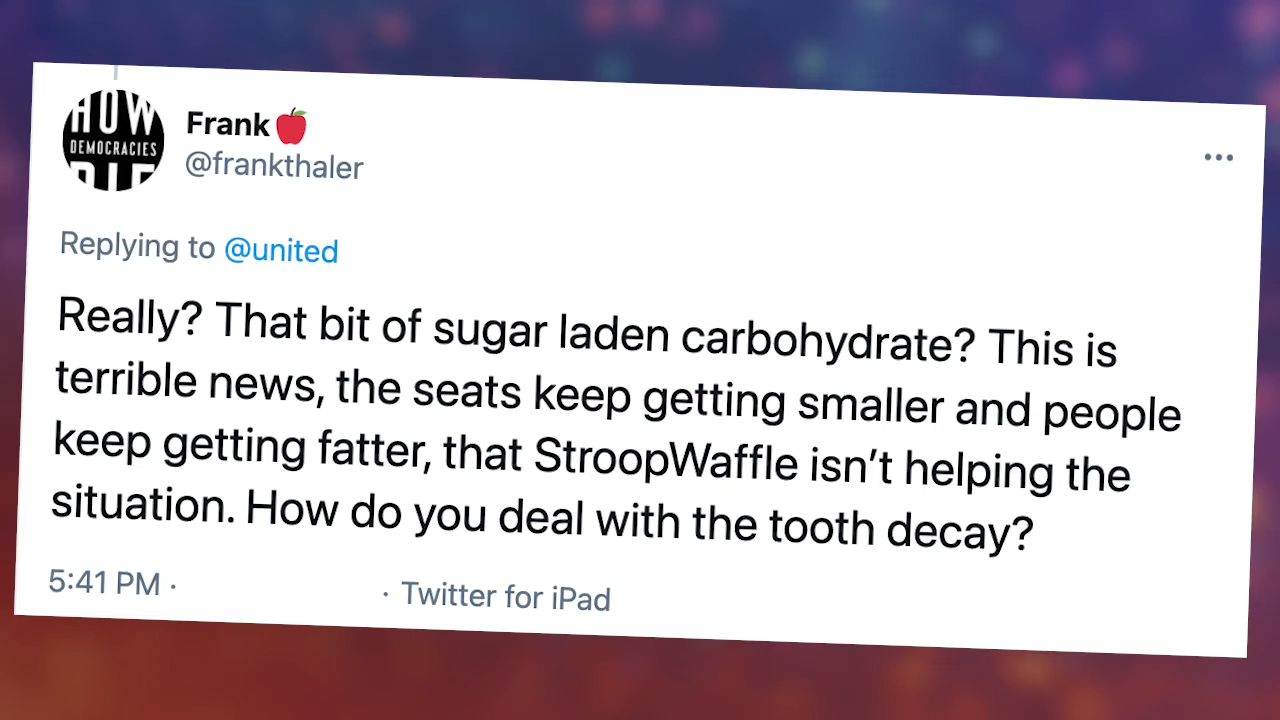 HOW
DEMOCRACIES
DIE
Frank🍎
@frankthaler
Replying to @united
Really? That bit of sugar laden carbohydrate? This is
terrible news, the seats keep getting smaller and people
keep getting fatter, that StroopWaffle isn’t helping the
situation. How do you deal with the tooth decay?
5:41 PM · · Twitter for iPad